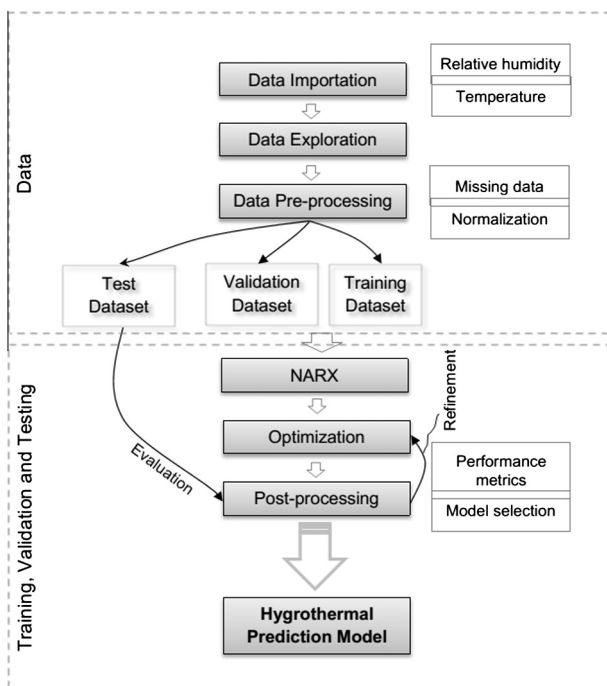 Data
Data Importation
Relative humidity
Temperature
Data Exploration
Data Pre-processing
Missing data
Normalization
Test
Dataset
Validation
Dataset
Training
Dataset
Training, Validation and Testing
NARX
Optimization
Refinement
Evaluation
Post-processing
Performance
metrics
Model selection
Hygrothermal
Prediction Model